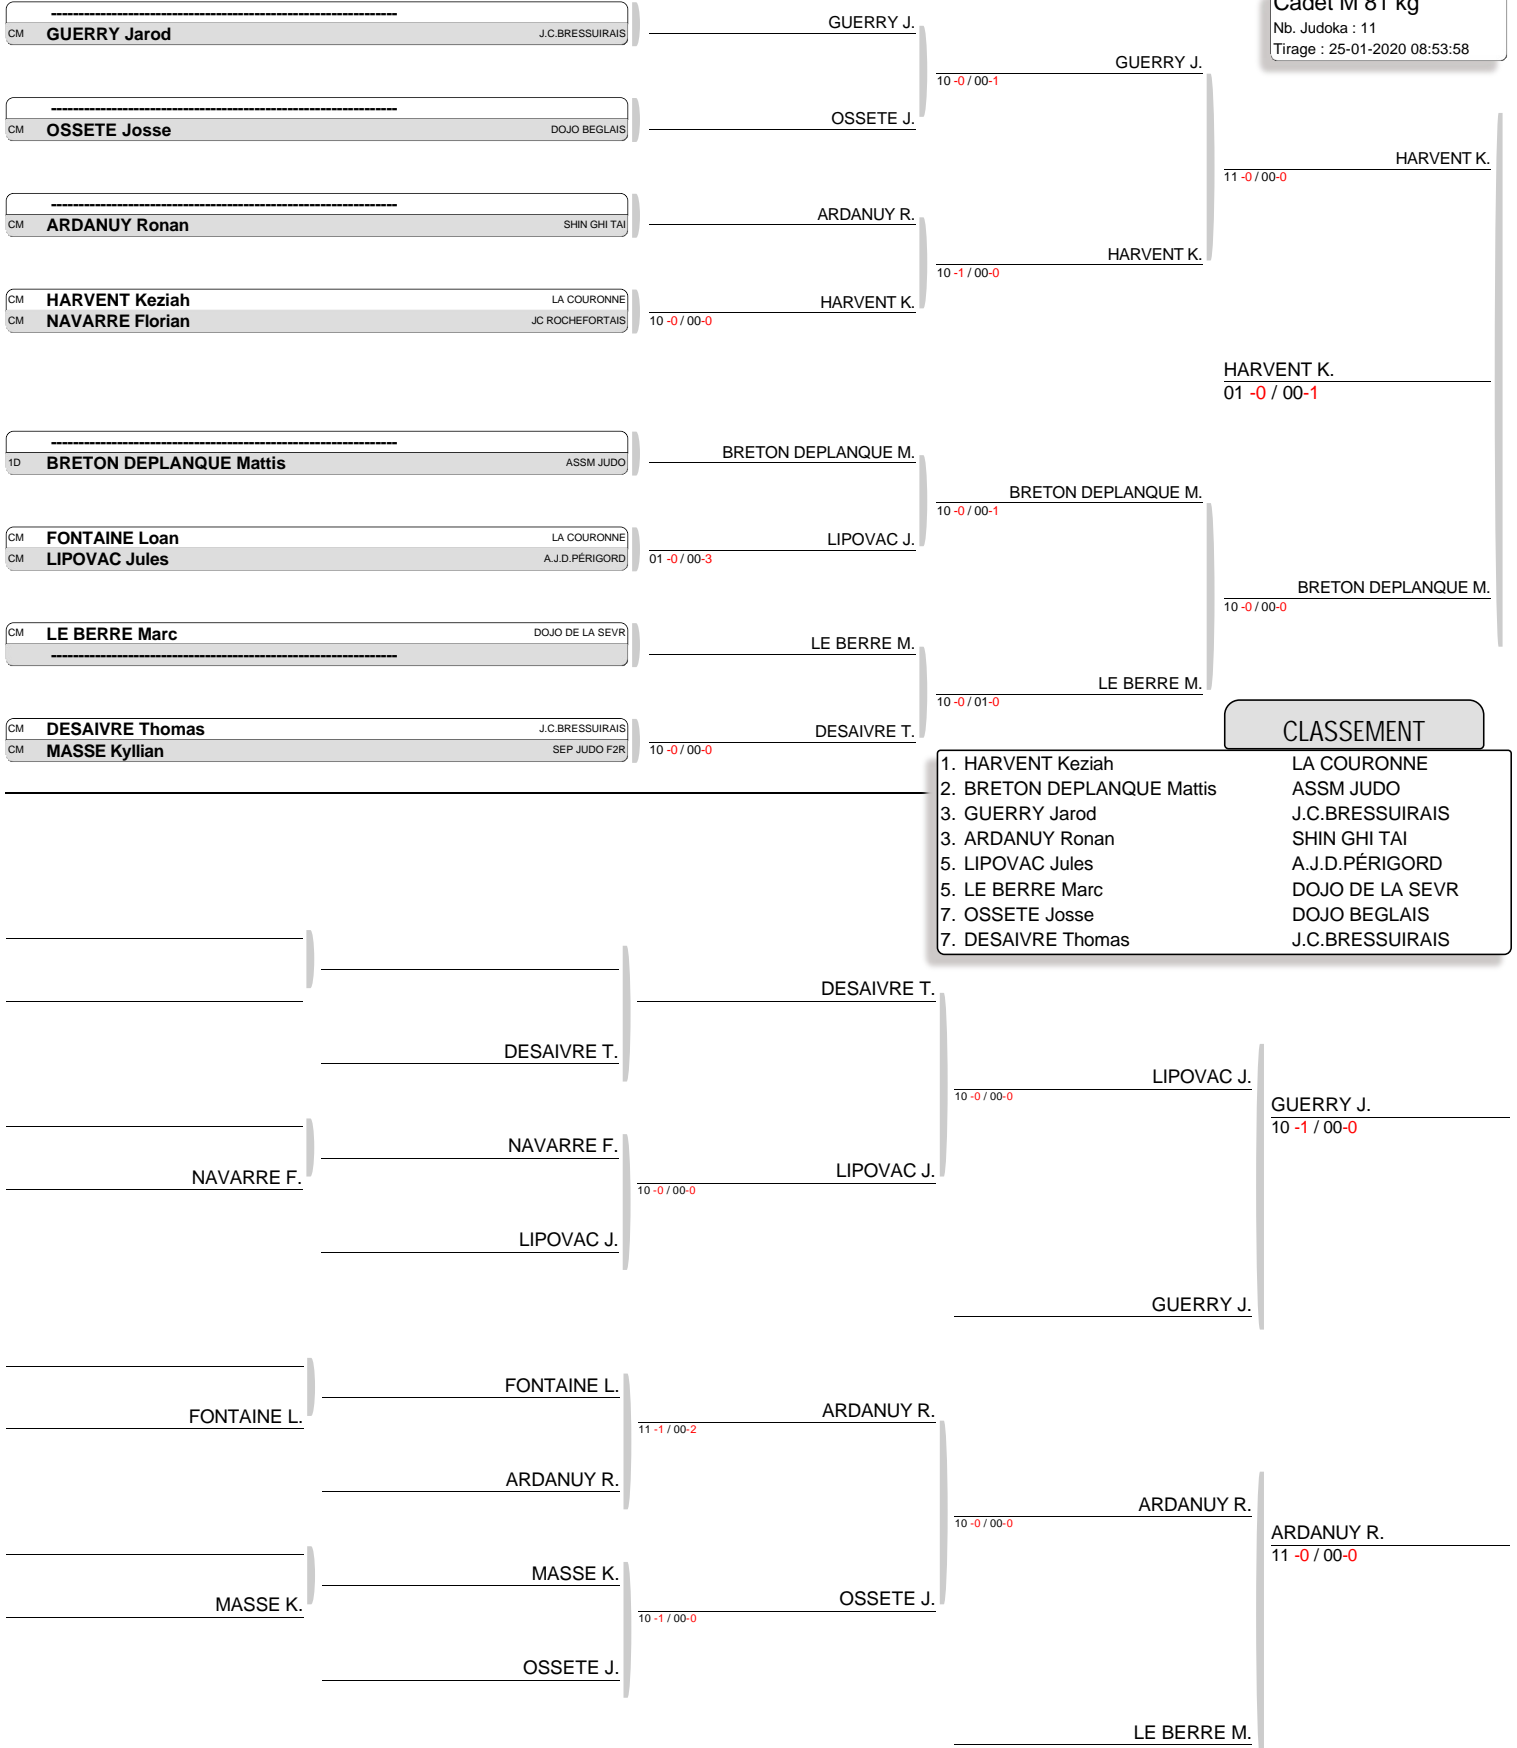 Cadet M 81 kg
Nb. Judoka : 11
Tirage : 25-01-2020 08:53:58
----------------------------------------------------------------
CM GUERRY Jarod J.C.BRESSUIRAIS
GUERRY J.
GUERRY J.
10 -0 / 00-1
----------------------------------------------------------------
CM OSSETE Josse DOJO BEGLAIS
OSSETE J.
HARVENT K.
11 -0 / 00-0
----------------------------------------------------------------
CM ARDANUY Ronan SHIN GHI TAI
ARDANUY R.
HARVENT K.
10 -1 / 00-0
CM HARVENT Keziah LA COURONNE
CM NAVARRE Florian JC ROCHEFORTAIS
HARVENT K.
10 -0 / 00-0
HARVENT K.
01 -0 / 00-1
----------------------------------------------------------------
1D BRETON DEPLANQUE Mattis ASSM JUDO
BRETON DEPLANQUE M.
BRETON DEPLANQUE M.
10 -0 / 00-1
CM FONTAINE Loan LA COURONNE
CM LIPOVAC Jules A.J.D.PÉRIGORD
LIPOVAC J.
01 -0 / 00-3
BRETON DEPLANQUE M.
10 -0 / 00-0
CM LE BERRE Marc DOJO DE LA SEVR
----------------------------------------------------------------
LE BERRE M.
LE BERRE M.
10 -0 / 01-0
CM DESAIVRE Thomas J.C.BRESSUIRAIS
CM MASSE Kyllian SEP JUDO F2R
DESAIVRE T.
10 -0 / 00-0
CLASSEMENT
1. HARVENT Keziah LA COURONNE
2. BRETON DEPLANQUE Mattis ASSM JUDO
3. GUERRY Jarod J.C.BRESSUIRAIS
3. ARDANUY Ronan SHIN GHI TAI
5. LIPOVAC Jules A.J.D.PÉRIGORD
5. LE BERRE Marc DOJO DE LA SEVR
7. OSSETE Josse DOJO BEGLAIS
7. DESAIVRE Thomas J.C.BRESSUIRAIS
DESAIVRE T.
DESAIVRE T.
LIPOVAC J.
10 -0 / 00-0
GUERRY J.
10 -1 / 00-0
NAVARRE F.
NAVARRE F.
LIPOVAC J.
10 -0 / 00-0
LIPOVAC J.
GUERRY J.
FONTAINE L.
FONTAINE L.
ARDANUY R.
11 -1 / 00-2
ARDANUY R.
ARDANUY R.
10 -0 / 00-0
ARDANUY R.
11 -0 / 00-0
MASSE K.
MASSE K.
OSSETE J.
10 -1 / 00-0
OSSETE J.
LE BERRE M.